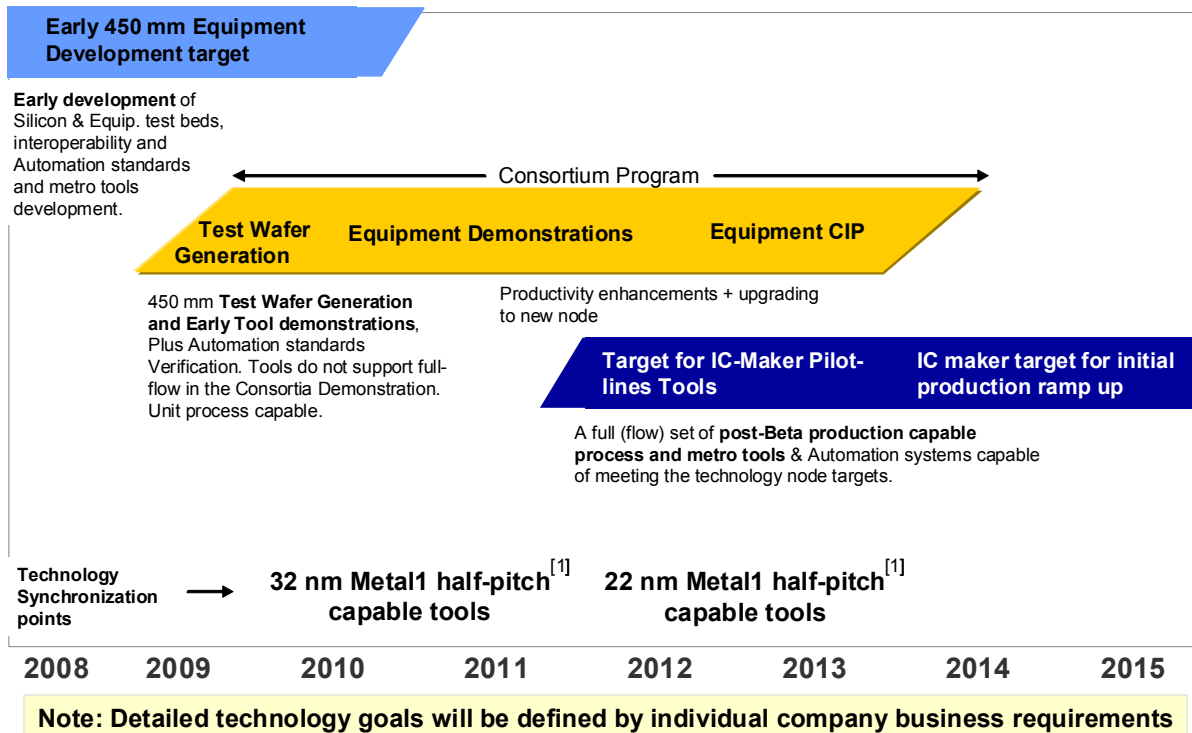 Early 450 mm Equipment
Development target
Early development of
Silicon & Equip. test beds,
interoperability and
Automation standards
and metro tools
development.
Consortium Program
Test Wafer
Generation
Equipment Demonstrations
Equipment CIP
450 mm Test Wafer Generation
and Early Tool demonstrations,
Plus Automation standards
Verification. Tools do not support full-
flow in the Consortia Demonstration.
Unit process capable.
Productivity enhancements + upgrading
to new node
Target for IC-Maker Pilot-
lines Tools
IC maker target for initial
production ramp up
A full (flow) set of post-Beta production capable
process and metro tools & Automation systems capable
of meeting the technology node targets.
Technology
Synchronization
points
32 nm Metal1 half-pitch[1]
capable tools
22 nm Metal1 half-pitch[1]
capable tools
2008 2009 2010 2011 2012 2013 2014 2015
Note: Detailed technology goals will be defined by individual company business requirements